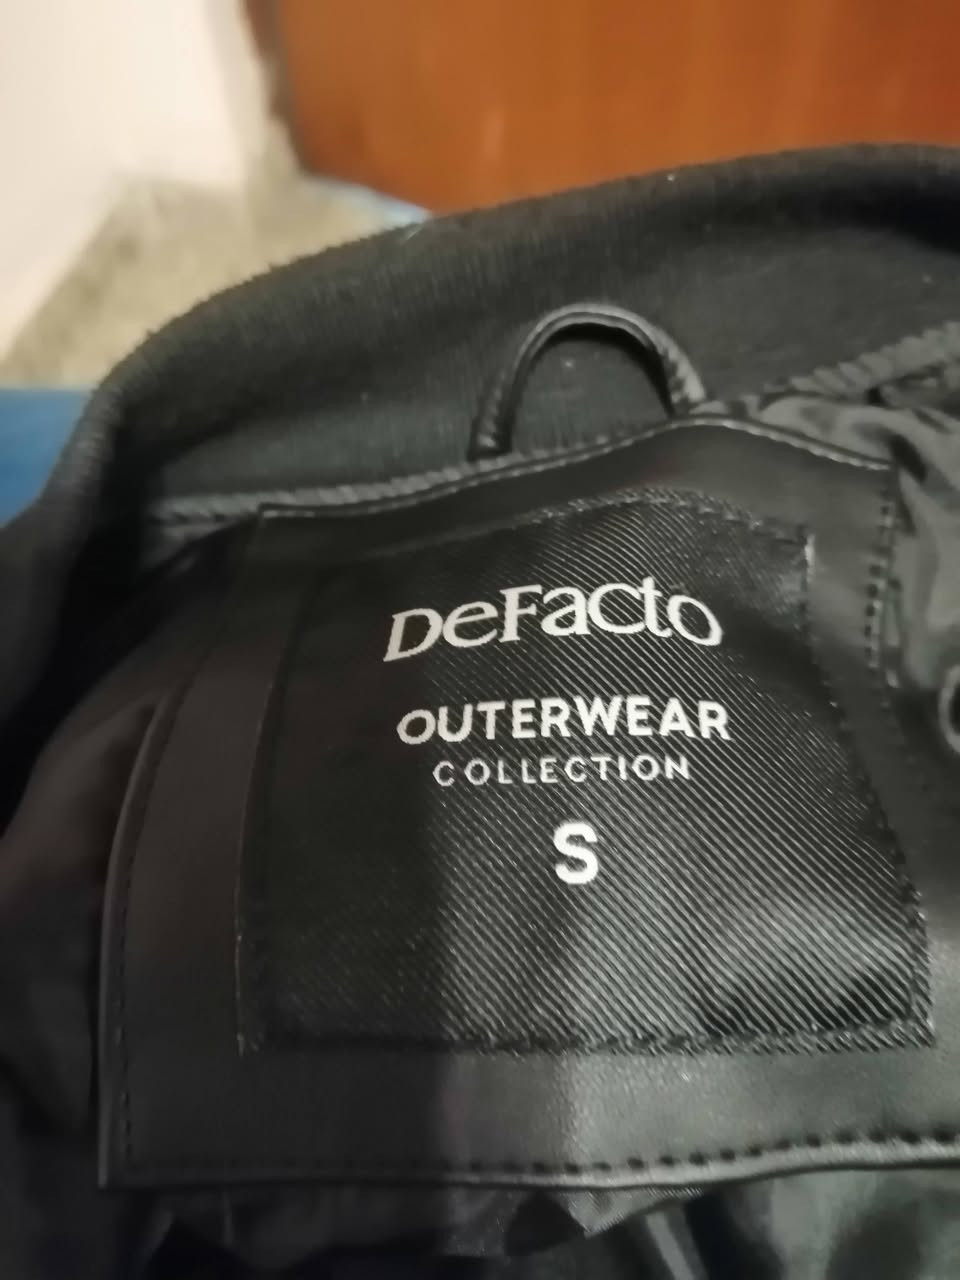 DeFacto
OUTERWEAR
COLLECTION
S